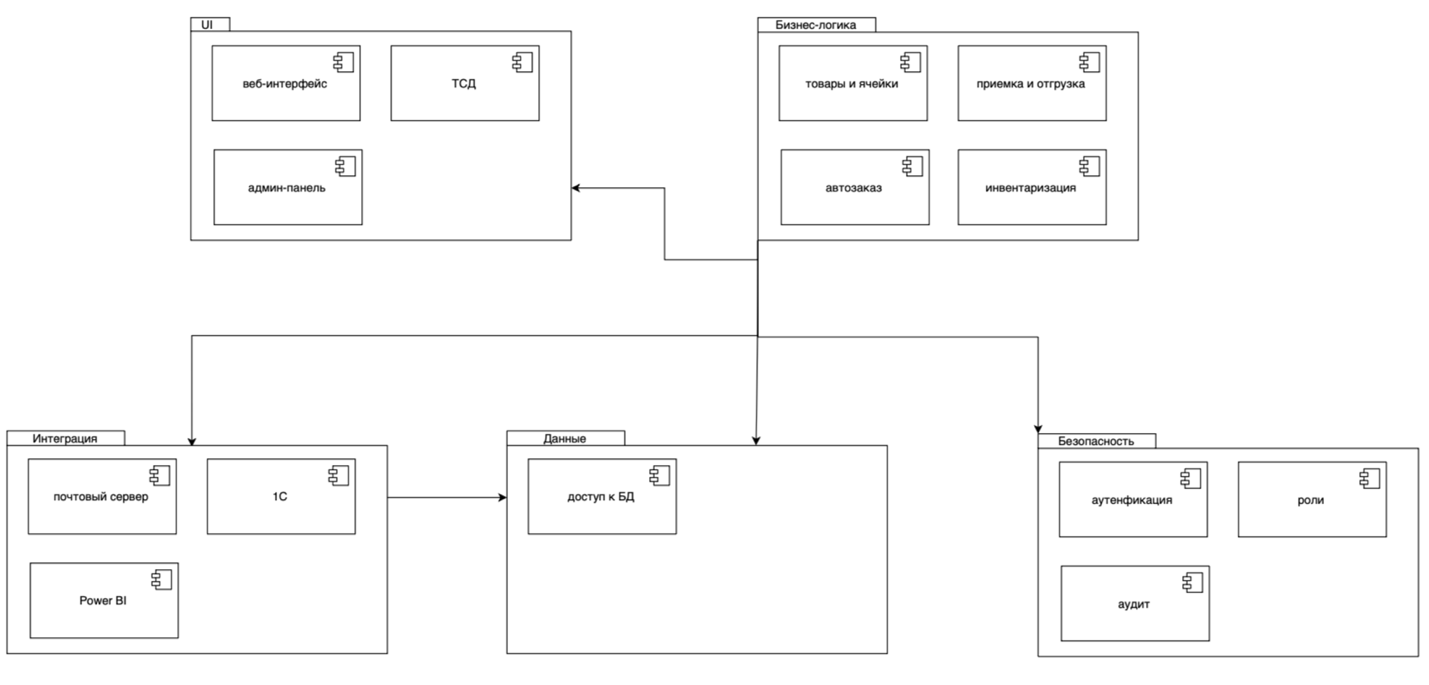 UI
веб-интерфейс
ТСД
админ-панель
Бизнес-логика
товары и ячейки
приемка и отгрузка
автозаказ
инвентаризация
Интеграция
почтовый сервер
1С
Power BI
Данные
доступ к БД
Безопасность
аутенфикация
роли
аудит